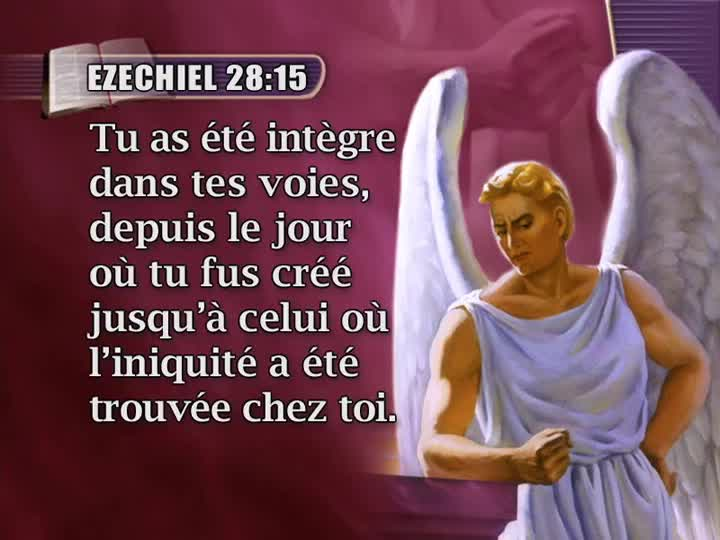 EZECHIEL 28:15
Tu as été intègre
dans tes voies,
depuis le jour
où tu fus créé
jusqu’à celui où
l’iniquité a été
trouvée chez toi.